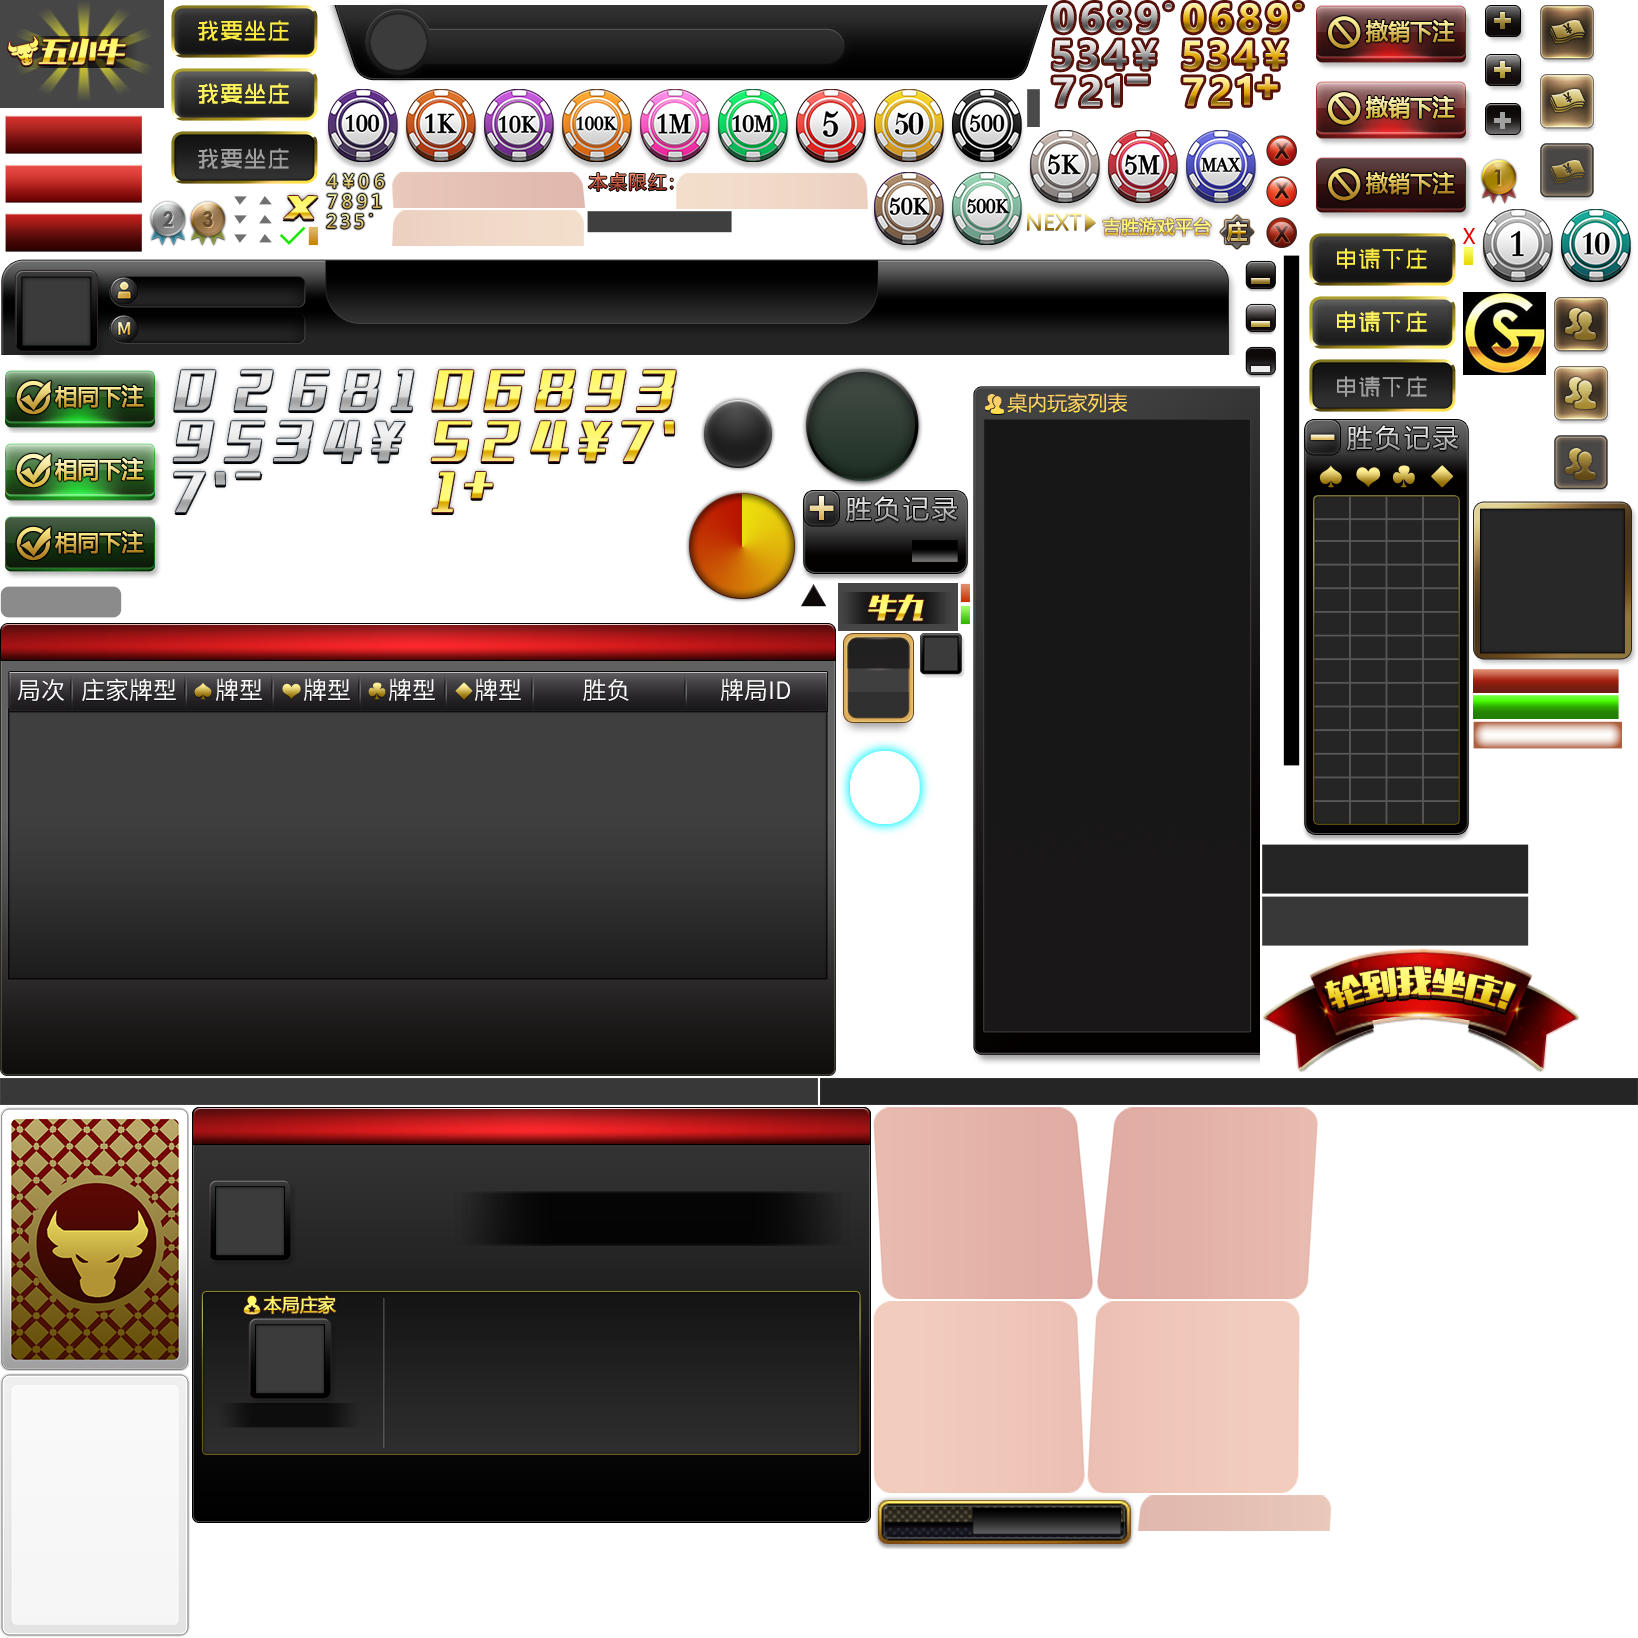 五小牛
我要坐庄
我要坐庄
我要坐庄
0689°
534¥
721-
0689°
534¥
721+
撤销下注
撤销下注
撤销下注
100
1K
10K
100K
1M
10M
5
50
500
5K
5M
MAX
50K
500K
1
10
2
3
1
X
4¥06
7891
235°
本桌限红:
NEXT
吉胜游戏平台
庄
X
X
X
X
申请下庄
申请下庄
申请下庄
M
GS
相同下注
相同下注
相同下注
02681
9534¥
7'-
06893
524¥7'
1+
桌内玩家列表
胜负记录
胜负记录
牛九
局次 庄家牌型 牌型 牌型 牌型 牌型 胜负 牌局ID
轮到我坐庄!
本局庄家